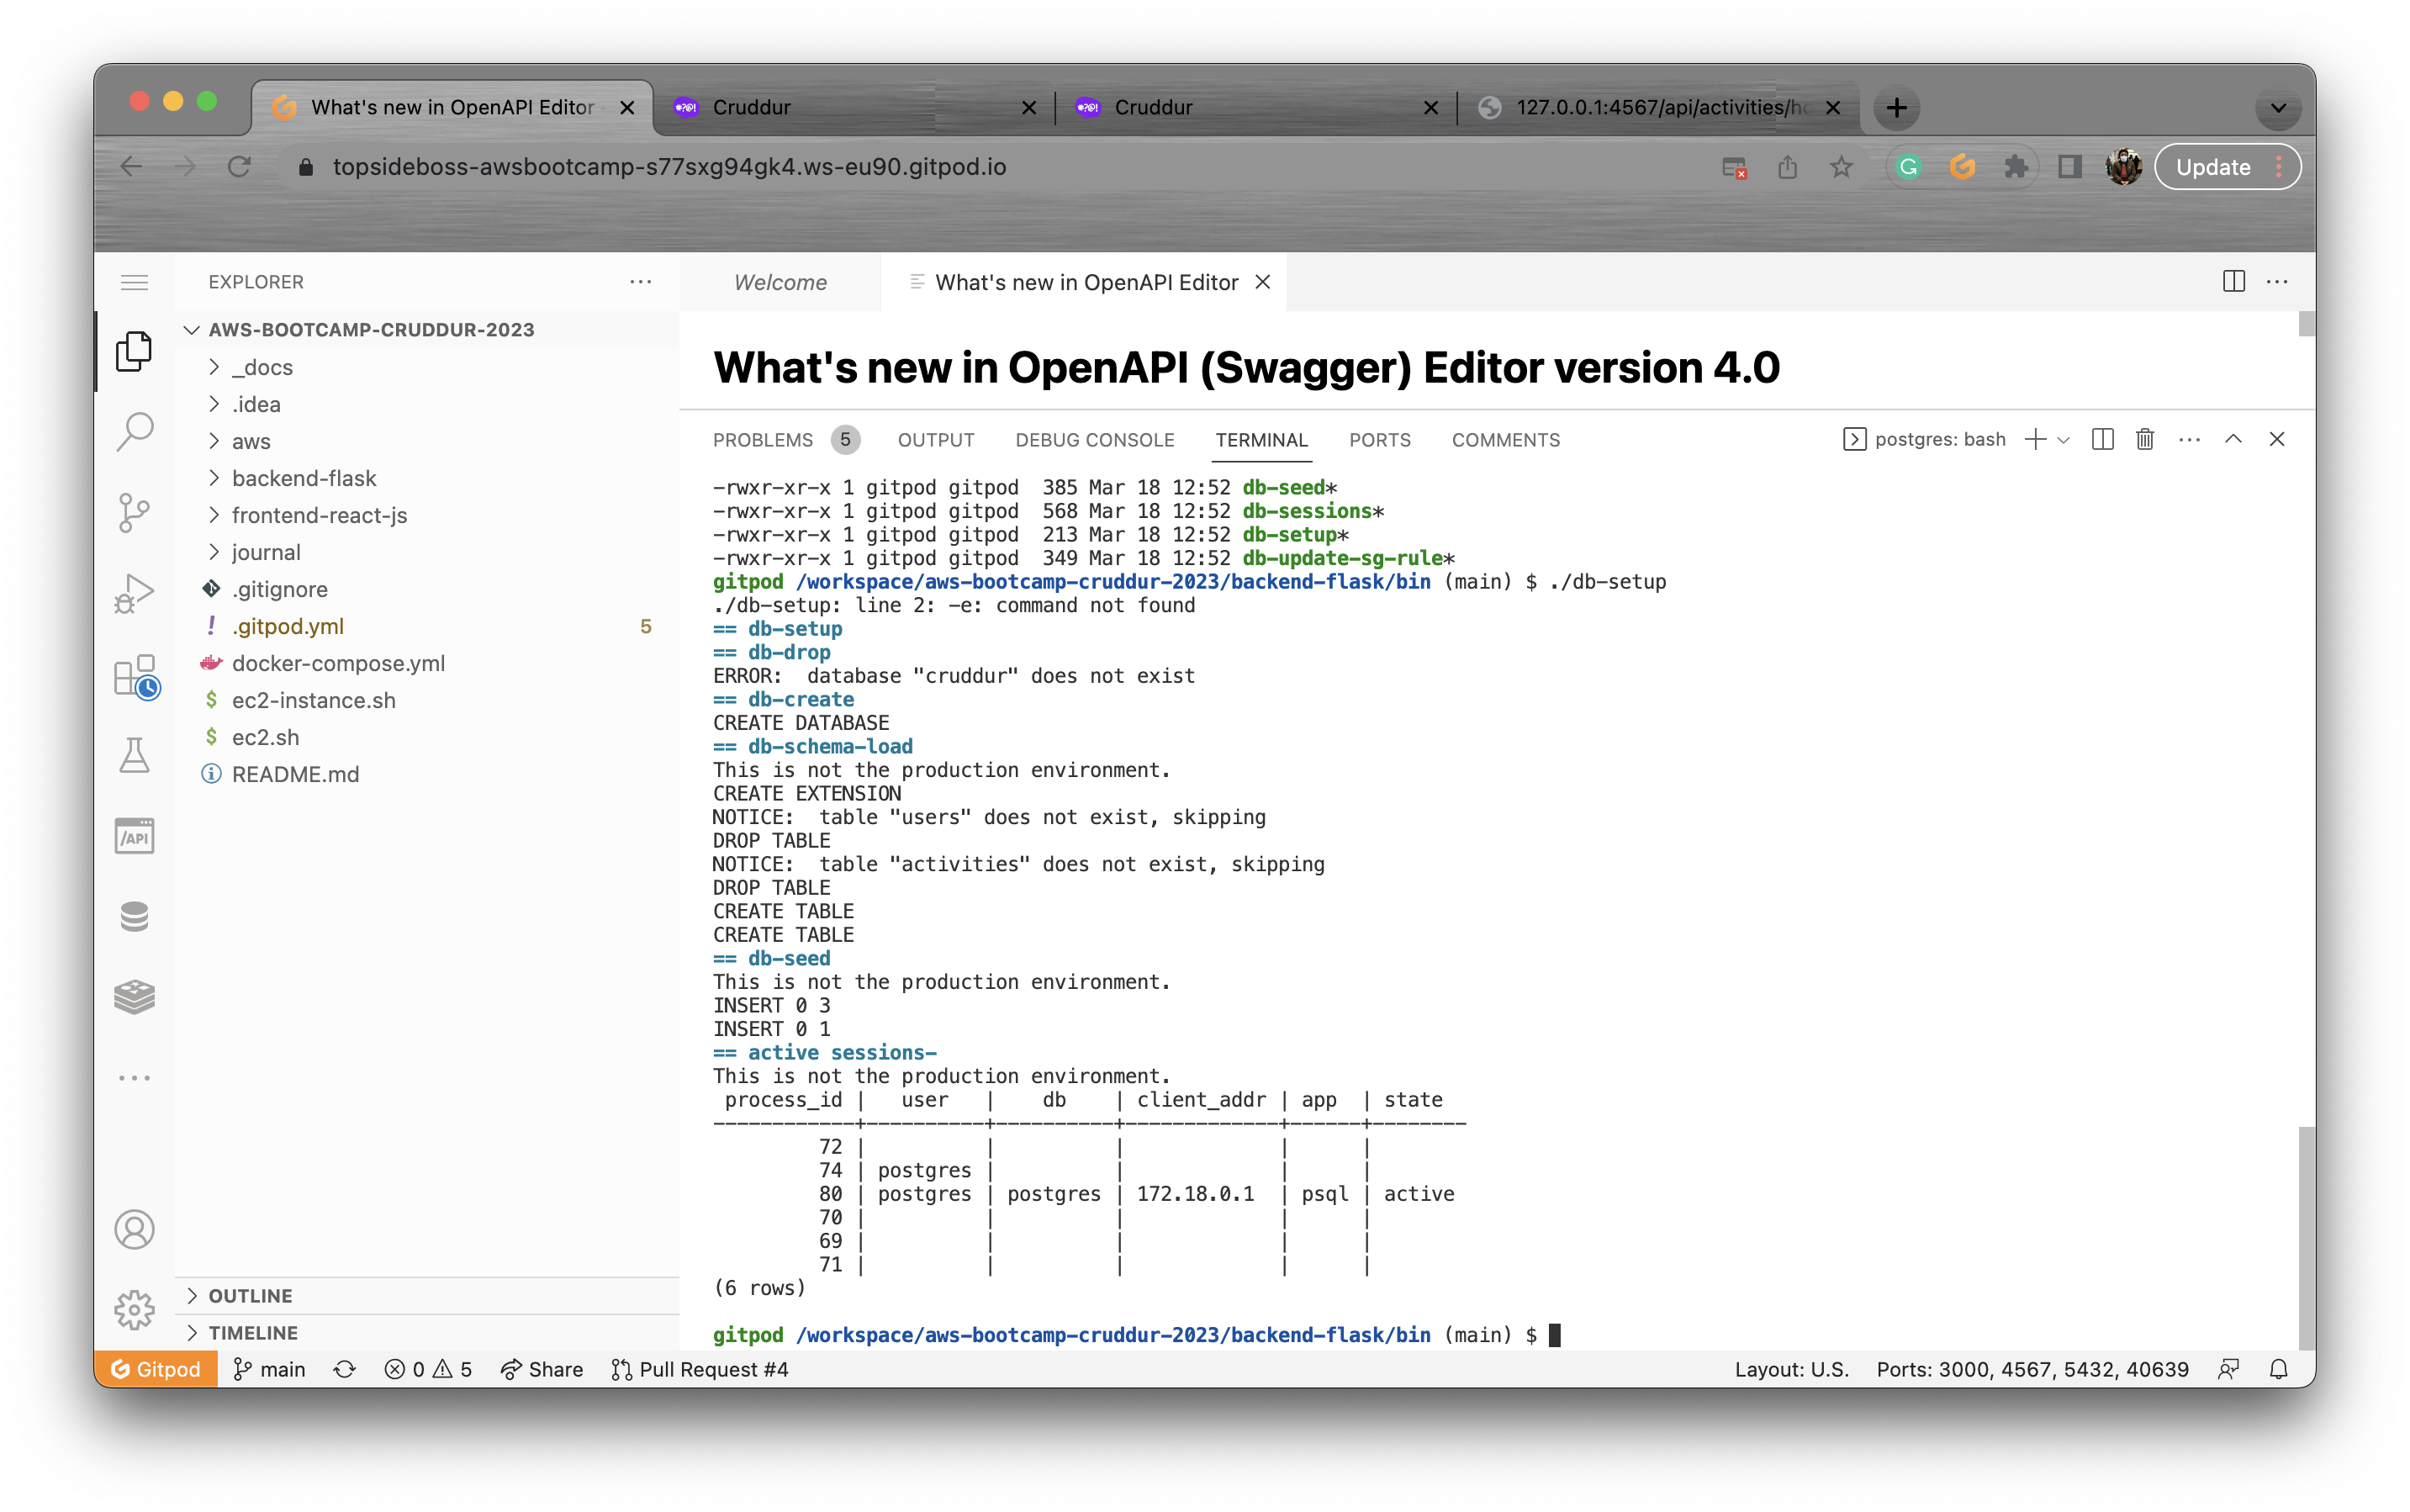 What's new in OpenAPI Editor
Cruddur
Cruddur
127.0.0.1:4567/api/activities/ho
topsideboss-awsbootcamp-s77sxg94gk4.ws-eu90.gitpod.io
Update
EXPLORER
AWS-BOOTCAMP-CRUDDUR-2023
_docs
.idea
aws
backend-flask
frontend-react-js
journal
.gitignore
.gitpod.yml 5
docker-compose.yml
ec2-instance.sh
ec2.sh
README.md
/API
OUTLINE
TIMELINE
Welcome
What's new in OpenAPI Editor
What's new in OpenAPI (Swagger) Editor version 4.0
PROBLEMS 5 OUTPUT DEBUG CONSOLE TERMINAL PORTS COMMENTS
postgres: bash
-rwxr-xr-x 1 gitpod gitpod  385 Mar 18 12:52 db-seed*
-rwxr-xr-x 1 gitpod gitpod  568 Mar 18 12:52 db-sessions*
-rwxr-xr-x 1 gitpod gitpod  213 Mar 18 12:52 db-setup*
-rwxr-xr-x 1 gitpod gitpod  349 Mar 18 12:52 db-update-sg-rule*
gitpod /workspace/aws-bootcamp-cruddur-2023/backend-flask/bin (main) $ ./db-setup
./db-setup: line 2: -e: command not found
== db-setup
== db-drop
ERROR:  database "cruddur" does not exist
== db-create
CREATE DATABASE
== db-schema-load
This is not the production environment.
CREATE EXTENSION
NOTICE:  table "users" does not exist, skipping
DROP TABLE
NOTICE:  table "activities" does not exist, skipping
DROP TABLE
CREATE TABLE
CREATE TABLE
== db-seed
This is not the production environment.
INSERT 0 3
INSERT 0 1
== active sessions-
This is not the production environment.
 process_id |   user   |    db    | client_addr | app  | state
------------+----------+----------+-------------+------+--------
         72 |          |          |             |      |
         74 | postgres |          |             |      |
         80 | postgres | postgres | 172.18.0.1  | psql | active
         70 |          |          |             |      |
         69 |          |          |             |      |
         71 |          |          |             |      |
(6 rows)
gitpod /workspace/aws-bootcamp-cruddur-2023/backend-flask/bin (main) $
Gitpod main 0 5 Share Pull Request #4 Layout: U.S. Ports: 3000, 4567, 5432, 40639